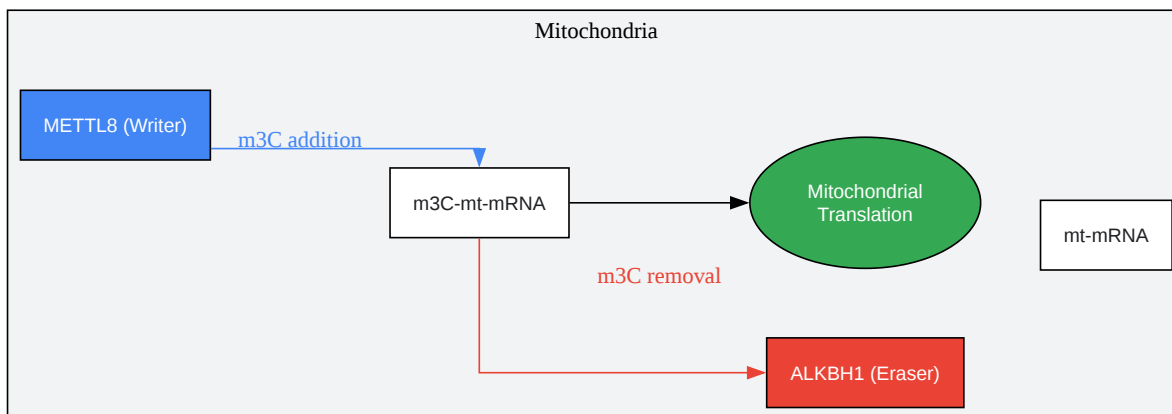 Mitochondria
METTL8 (Writer)
m3C addition
m3C-mt-mRNA
Mitochondrial
Translation
mt-mRNA
m3C removal
ALKBH1 (Eraser)